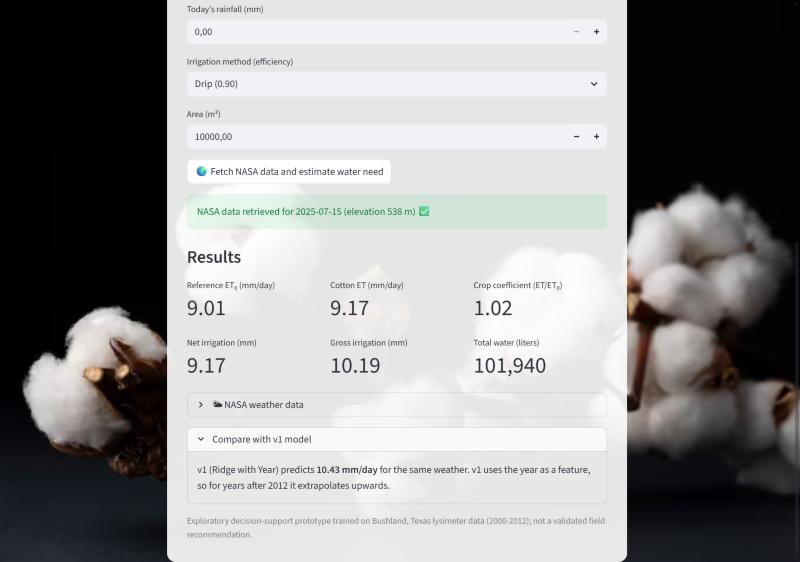 Today's rainfall (mm)
0,00
Irrigation method (efficiency)
Drip (0.90)
Area (m²)
10000,00
Fetch NASA data and estimate water need
NASA data retrieved for 2025-07-15 (elevation 538 m) ✅
Results
Reference ET₀ (mm/day)
Cotton ET (mm/day)
Crop coefficient (ET/ET₀)
9.01
9.17
1.02
Net irrigation (mm)
Gross irrigation (mm)
Total water (liters)
9.17
10.19
101,940
NASA weather data
Compare with v1 model
v1 (Ridge with Year) predicts 10.43 mm/day for the same weather. v1 uses the year as a feature,
so for years after 2012 it extrapolates upwards.
Exploratory decision-support prototype trained on Bushland, Texas lysimeter data (2000-2012); not a validated field
recommendation.